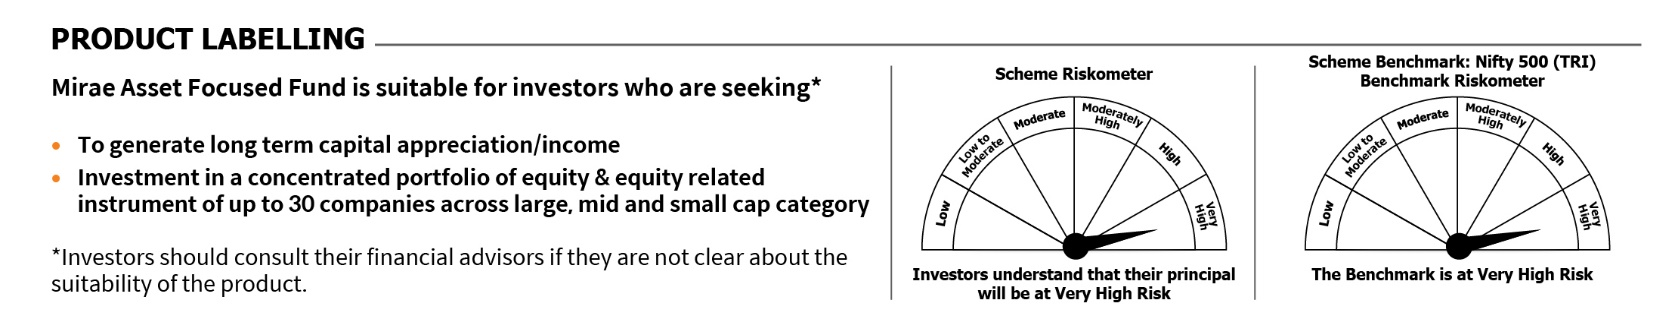 PRODUCT LABELLING
Mirae Asset Focused Fund is suitable for investors who are seeking*
• To generate long term capital appreciation/income
• Investment in a concentrated portfolio of equity & equity related
instrument of up to 30 companies across large, mid and small cap category
*Investors should consult their financial advisors if they are not clear about the
suitability of the product.
Scheme Riskometer
Low
Low to
Moderate
Moderate
Moderately
High
High
Very
High
Investors understand that their principal
will be at Very High Risk
Scheme Benchmark: Nifty 500 (TRI)
Benchmark Riskometer
Low
Low to
Moderate
Moderate
Moderately
High
High
Very
High
The Benchmark is at Very High Risk